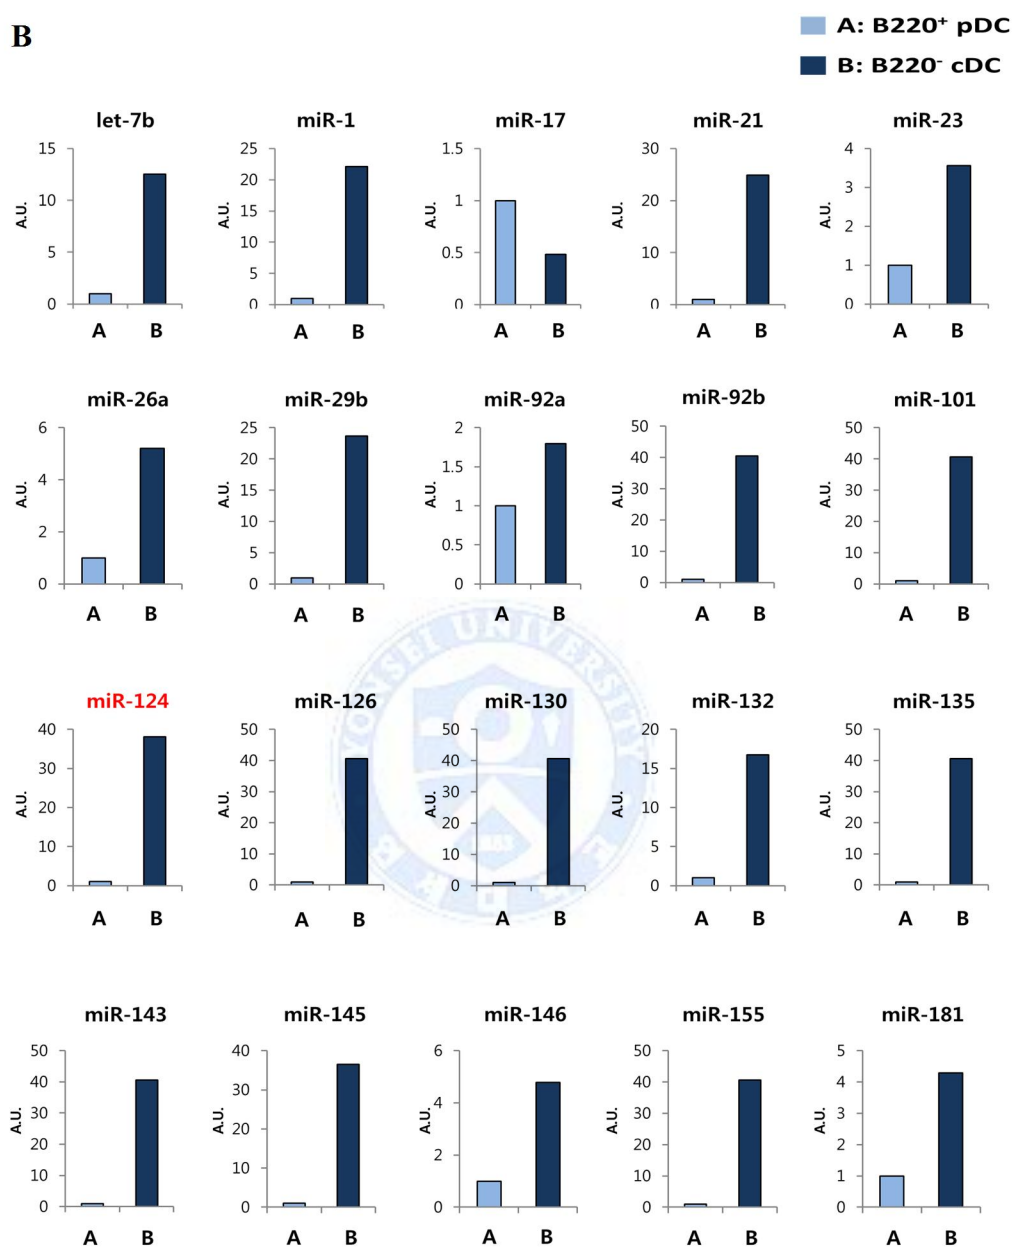 B
A: B220⁺ pDC
B: B220⁻ cDC
let-7b miR-1 miR-17 miR-21 miR-23
15 10 5 0 A.U. A B
25 20 15 10 5 0 A.U. A B
1.5 1 0.5 0 A.U. A B
30 20 10 0 A.U. A B
4 3 2 1 0 A.U. A B
miR-26a miR-29b miR-92a miR-92b miR-101
6 4 2 0 A.U. A B
25 20 15 10 5 0 A.U. A B
2 1.5 1 0.5 0 A.U. A B
50 40 30 20 10 0 A.U. A B
50 40 30 20 10 0 A.U. A B
YONSEI UNIVERSITY
miR-124 miR-126 miR-130 miR-132 miR-135
40 30 20 10 0 A.U. A B
50 40 30 20 10 0 A.U. A B
50 40 30 20 10 0 A.U. A B
20 15 10 5 0 A.U. A B
50 40 30 20 10 0 A.U. A B
miR-143 miR-145 miR-146 miR-155 miR-181
50 40 30 20 10 0 A.U. A B
40 30 20 10 0 A.U. A B
6 4 2 0 A.U. A B
50 40 30 20 10 0 A.U. A B
5 4 3 2 1 0 A.U. A B